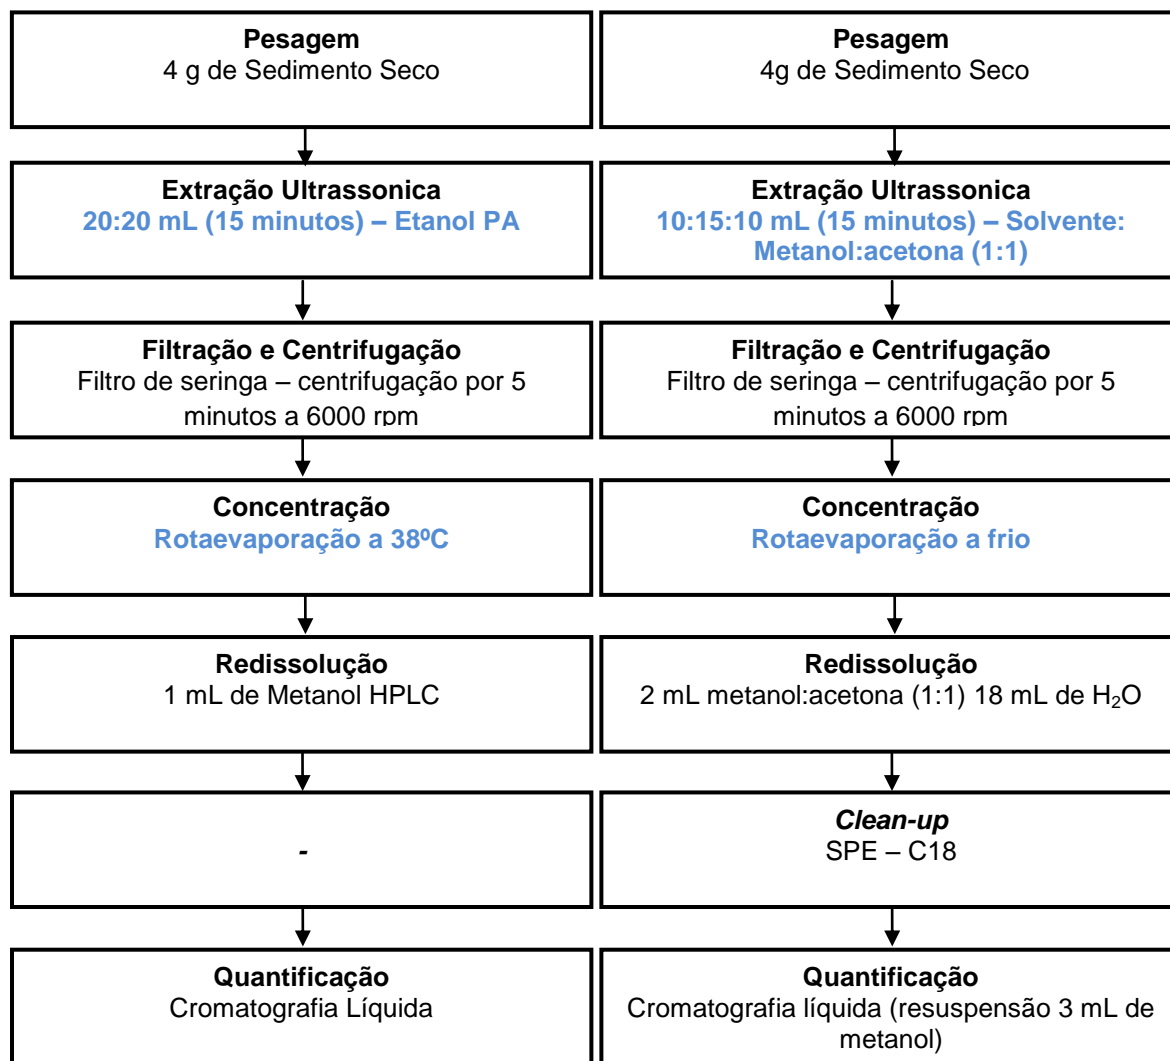 Pesagem
4 g de Sedimento Seco
Pesagem
4g de Sedimento Seco
Extração Ultrassonica
20:20 mL (15 minutos) – Etanol PA
Extração Ultrassonica
10:15:10 mL (15 minutos) – Solvente:
Metanol:acetona (1:1)
Filtração e Centrifugação
Filtro de seringa – centrifugação por 5
minutos a 6000 rpm
Filtração e Centrifugação
Filtro de seringa – centrifugação por 5
minutos a 6000 rpm
Concentração
Rotaevaporação a 38ºC
Concentração
Rotaevaporação a frio
Redissolução
1 mL de Metanol HPLC
Redissolução
2 mL metanol:acetona (1:1) 18 mL de H₂O
-
Clean-up
SPE – C18
Quantificação
Cromatografia Líquida
Quantificação
Cromatografia líquida (resuspensão 3 mL de
metanol)